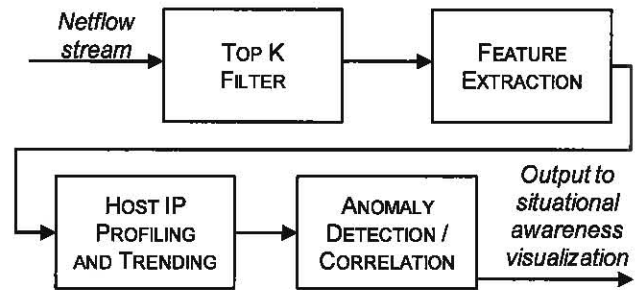 Netflow
stream
TOP K
FILTER
FEATURE
EXTRACTION
HOST IP
PROFILING
AND TRENDING
ANOMALY
DETECTION /
CORRELATION
Output to
situational
awareness
visualization